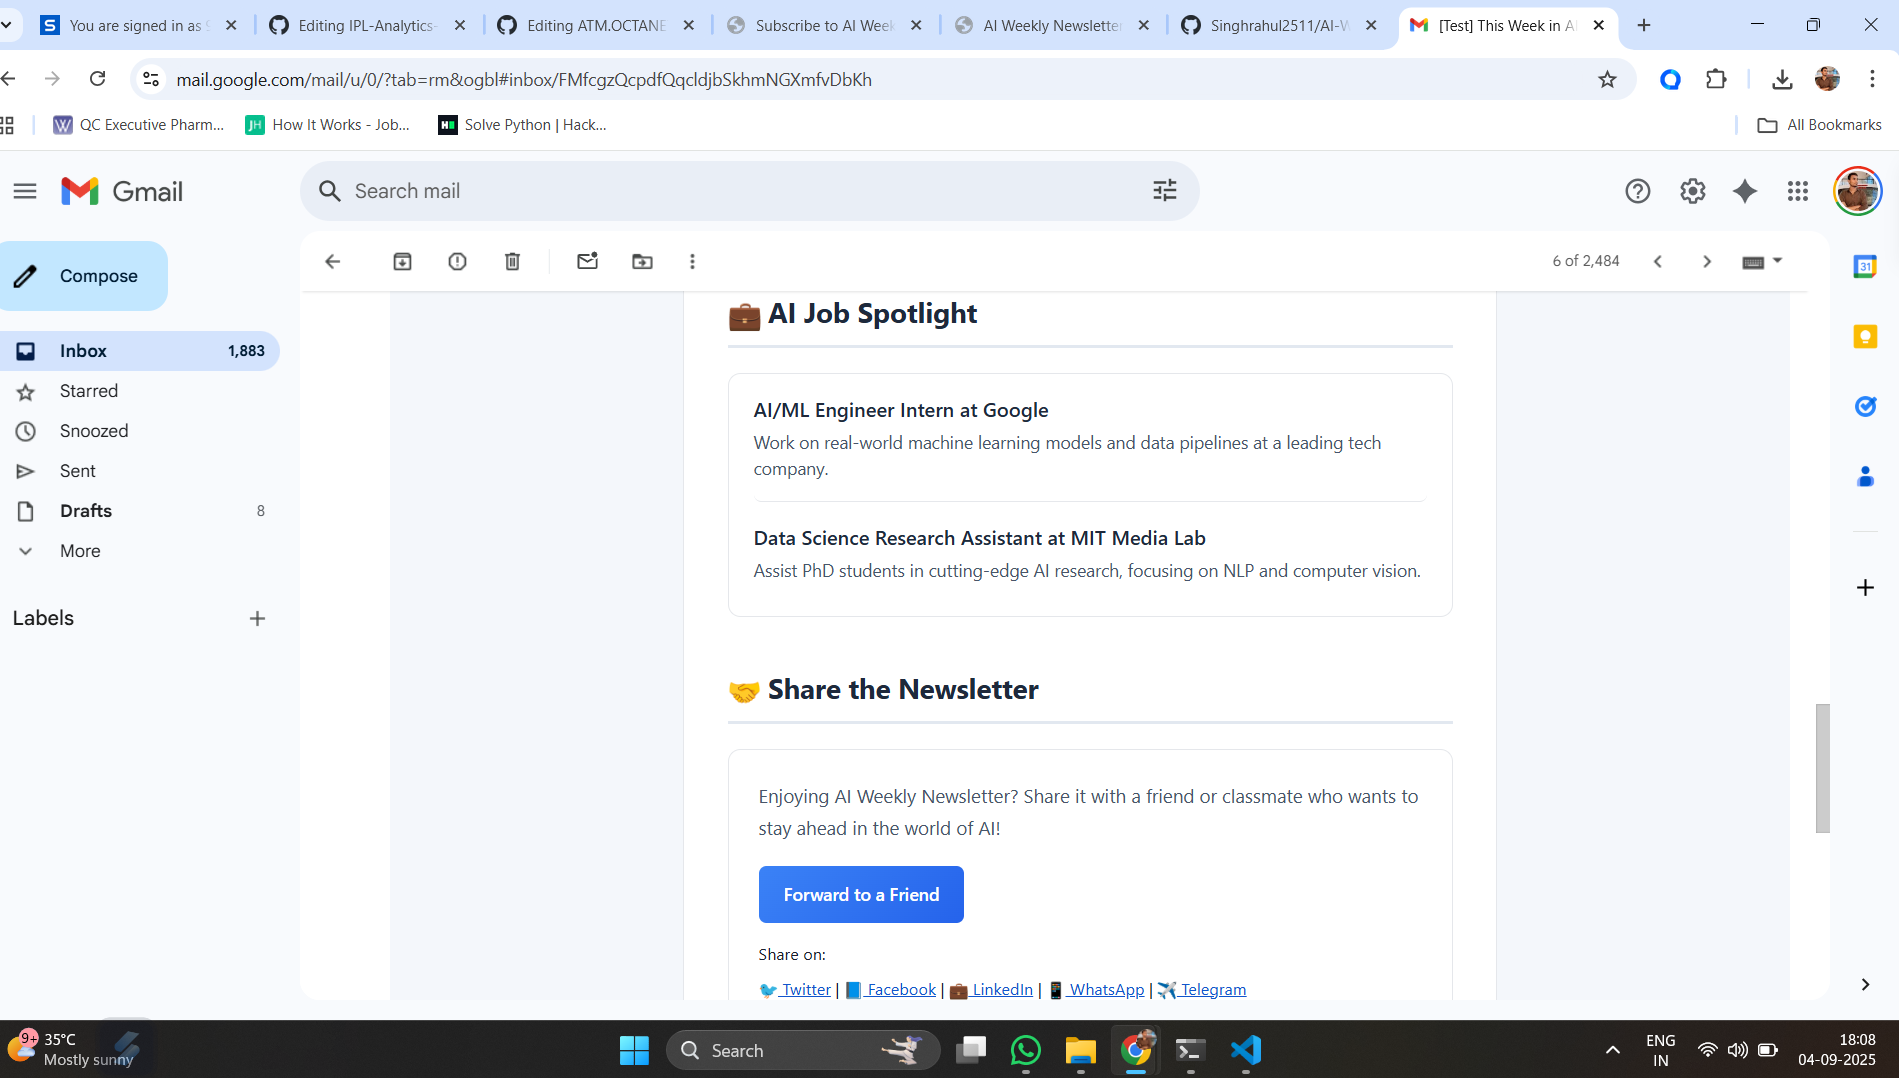 You are signed in as
Editing IPL-Analytics-
Editing ATM.OCTANE
Subscribe to AI Week
AI Weekly Newsletter
Singhrahul2511/AI-W
[Test] This Week in AI
mail.google.com/mail/u/0/?tab=rm&ogbl#inbox/FMfcgzQcpdfQqcldjbSkhmNGXmfvDbKh
QC Executive Pharm...
How It Works - Job...
Solve Python | Hack...
All Bookmarks
Gmail
Search mail
Compose
6 of 2,484
Inbox 1,883
Starred
Snoozed
Sent
Drafts 8
More
Labels
31
AI Job Spotlight
AI/ML Engineer Intern at Google
Work on real-world machine learning models and data pipelines at a leading tech
company.
Data Science Research Assistant at MIT Media Lab
Assist PhD students in cutting-edge AI research, focusing on NLP and computer vision.
🤝 Share the Newsletter
Enjoying AI Weekly Newsletter? Share it with a friend or classmate who wants to
stay ahead in the world of AI!
Forward to a Friend
Share on:
Twitter | Facebook | LinkedIn | WhatsApp | Telegram
9+
35°C
Mostly sunny
Search
ENG
IN
18:08
04-09-2025